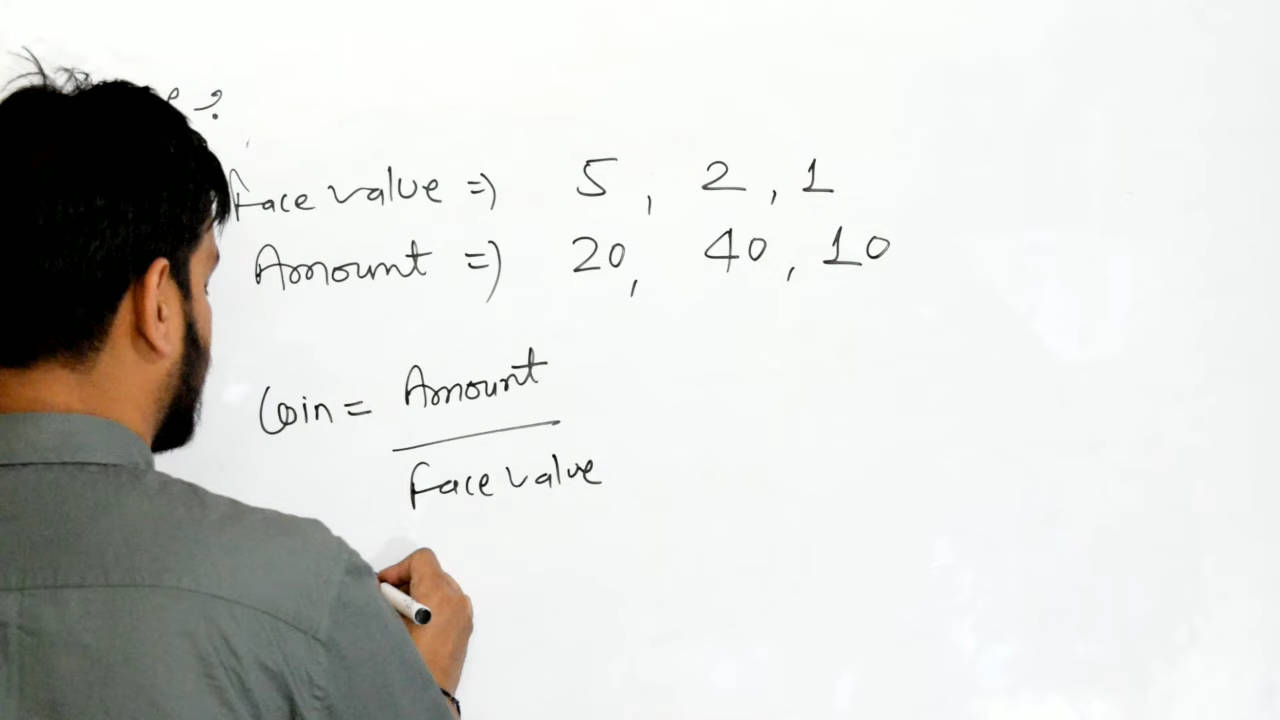 Face value => 5, 2, 1
Amount => 20, 40, 10
Coin = Amount
Face value